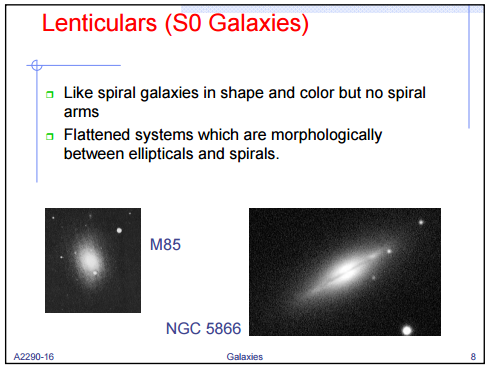 Lenticulars (S0 Galaxies)
Like spiral galaxies in shape and color but no spiral
arms
Flattened systems which are morphologically
between ellipticals and spirals.
M85
NGC 5866
A2290-16
Galaxies
8